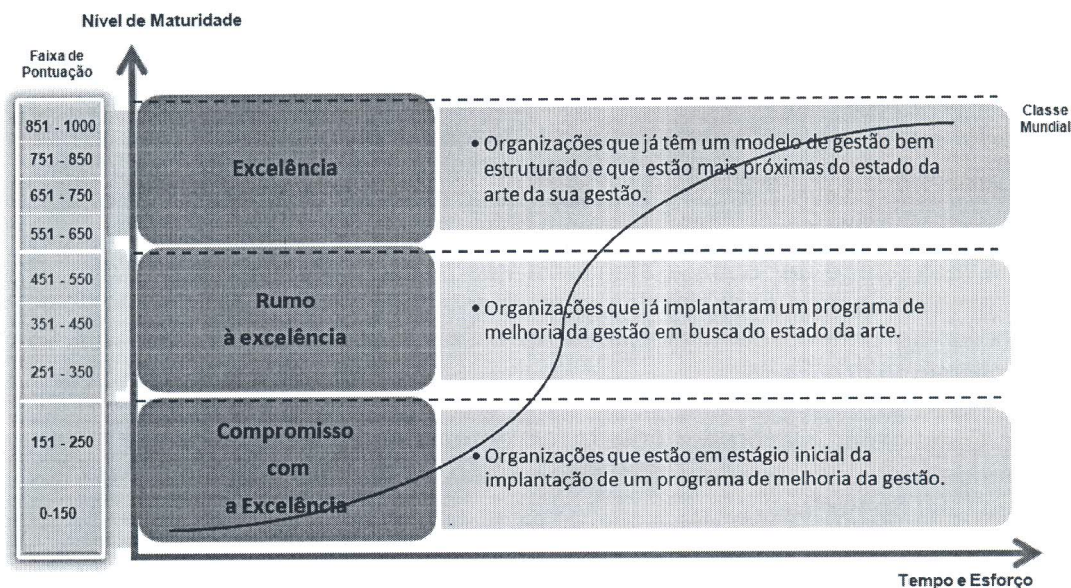 Nível de Maturidade
Faixa de
Pontuação
851 - 1000
751 - 850
651 - 750
551 - 650
451 - 550
351 - 450
251 - 350
151 - 250
0-150
Excelência
• Organizações que já têm um modelo de gestão bem
estruturado e que estão mais próximas do estado da
arte da sua gestão.
Classe
Mundial
Rumo
à excelência
• Organizações que já implantaram um programa de
melhoria da gestão em busca do estado da arte.
Compromisso
com
a Excelência
• Organizações que estão em estágio inicial da
implantação de um programa de melhoria da gestão.
Tempo e Esforço